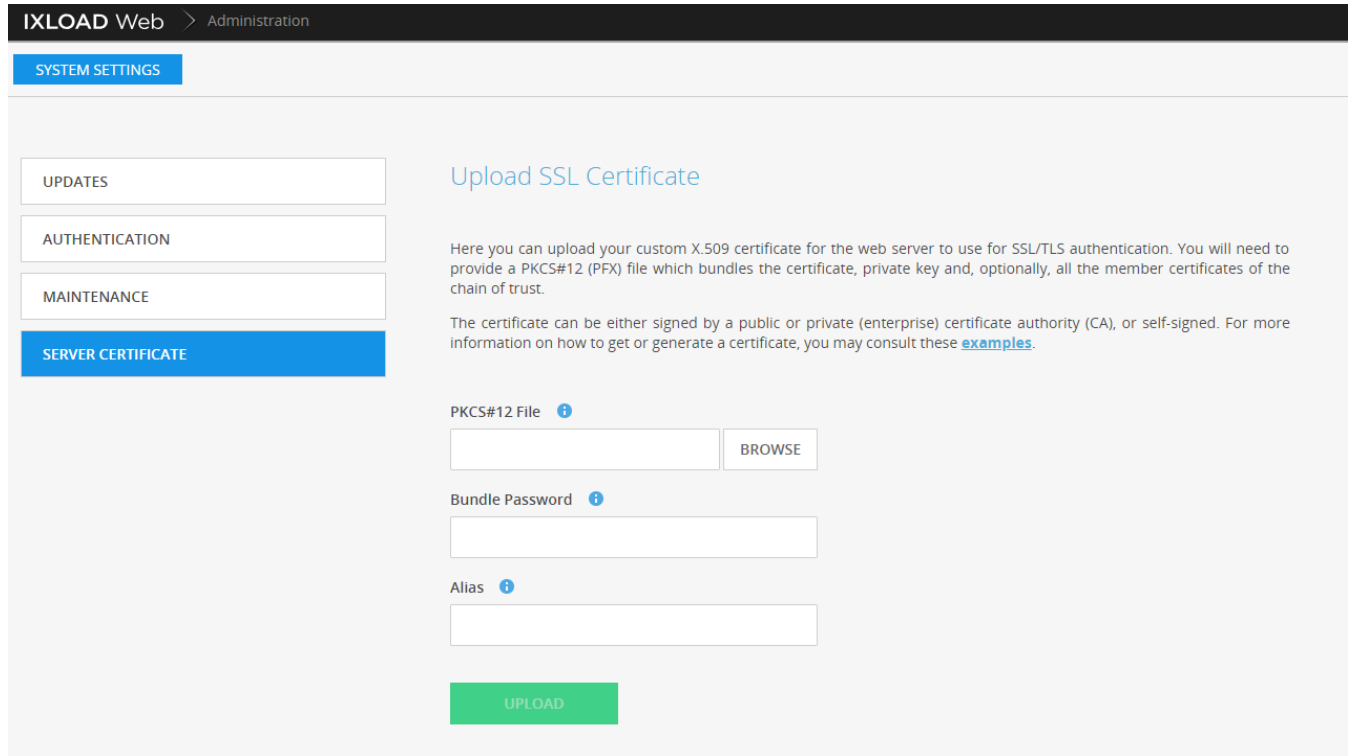 IXLOAD Web > Administration
SYSTEM SETTINGS
UPDATES
AUTHENTICATION
MAINTENANCE
SERVER CERTIFICATE
Upload SSL Certificate
Here you can upload your custom X.509 certificate for the web server to use for SSL/TLS authentication. You will need to
provide a PKCS#12 (PFX) file which bundles the certificate, private key and, optionally, all the member certificates of the
chain of trust.
The certificate can be either signed by a public or private (enterprise) certificate authority (CA), or self-signed. For more
information on how to get or generate a certificate, you may consult these examples.
PKCS#12 File
BROWSE
Bundle Password
Alias
UPLOAD